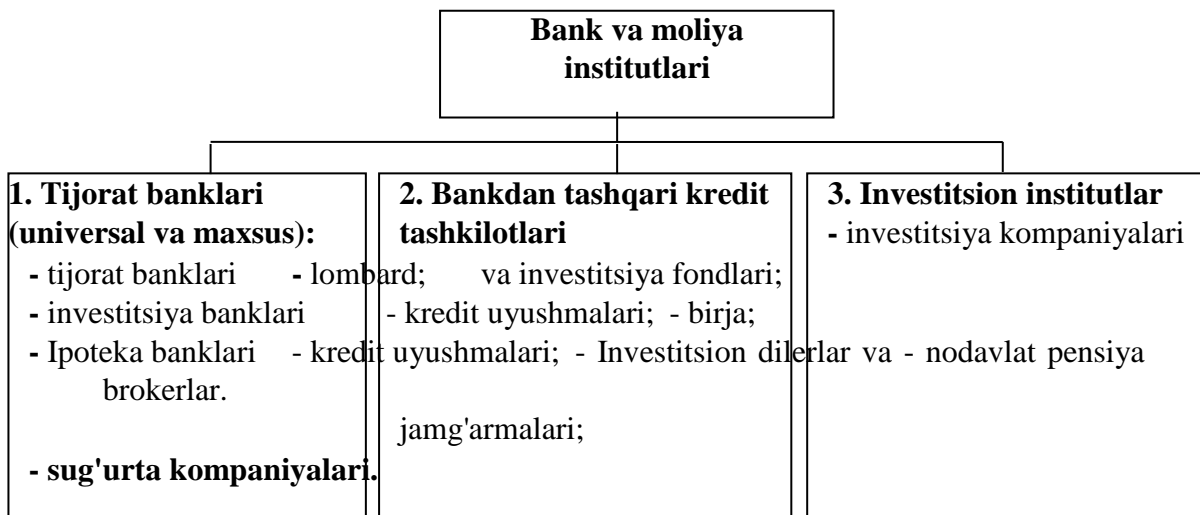 Bank va moliya
institutlari
1. Tijorat banklari
(universal va maxsus):
2. Bankdan tashqari kredit
tashkilotlari
3. Investitsion institutlar
- investitsiya kompaniyalari
- tijorat banklari - lombard; va investitsiya fondlari;
- investitsiya banklari - kredit uyushmalari; - birja;
- Ipoteka banklari - kredit uyushmalari; - Investitsion dilerlar va - nodavlat pensiya
brokerlar.
jamg'armalari;
- sug'urta kompaniyalari.